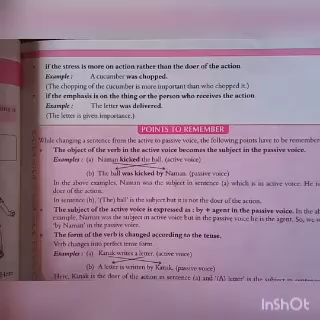 if the stress is more on action rather than the doer of the action.
Example : A cucumber was chopped.
(The chopping of the cucumber is more important than who chopped it.)
if the emphasis is on the thing or the person who receives the action.
Example : The letter was delivered.
(The letter is given importance.)
POINTS TO REMEMBER
While changing a sentence from the active to passive voice, the following points have to be remember
The object of the verb in the active voice becomes the subject in the passive voice.
Examples : (a) Naman kicked the ball. (active voice)
(b) The ball was kicked by Naman. (passive voice)
In the above examples, Naman was the subject in sentence (a) which is in active voice. He is
doer of the action.
In sentence (b), '(The) ball' is the subject but it is not the doer of the action.
The subject of the active voice is expressed as : by + agent in the passive voice. In the ab
example, Naman was the subject in active voice but in the passive voice he is the agent. So, we s
'by Naman' in the passive voice.
The form of the verb is changed according to the tense.
Verb changes into perfect tense form.
Examples : (a) Kanak writes a letter. (active voice)
(b) A letter is written by Kanak. (passive voice)
Here, Kanak is the doer of the action in sentence (a) and '(A) letter' is the subject in sentence
InShOt